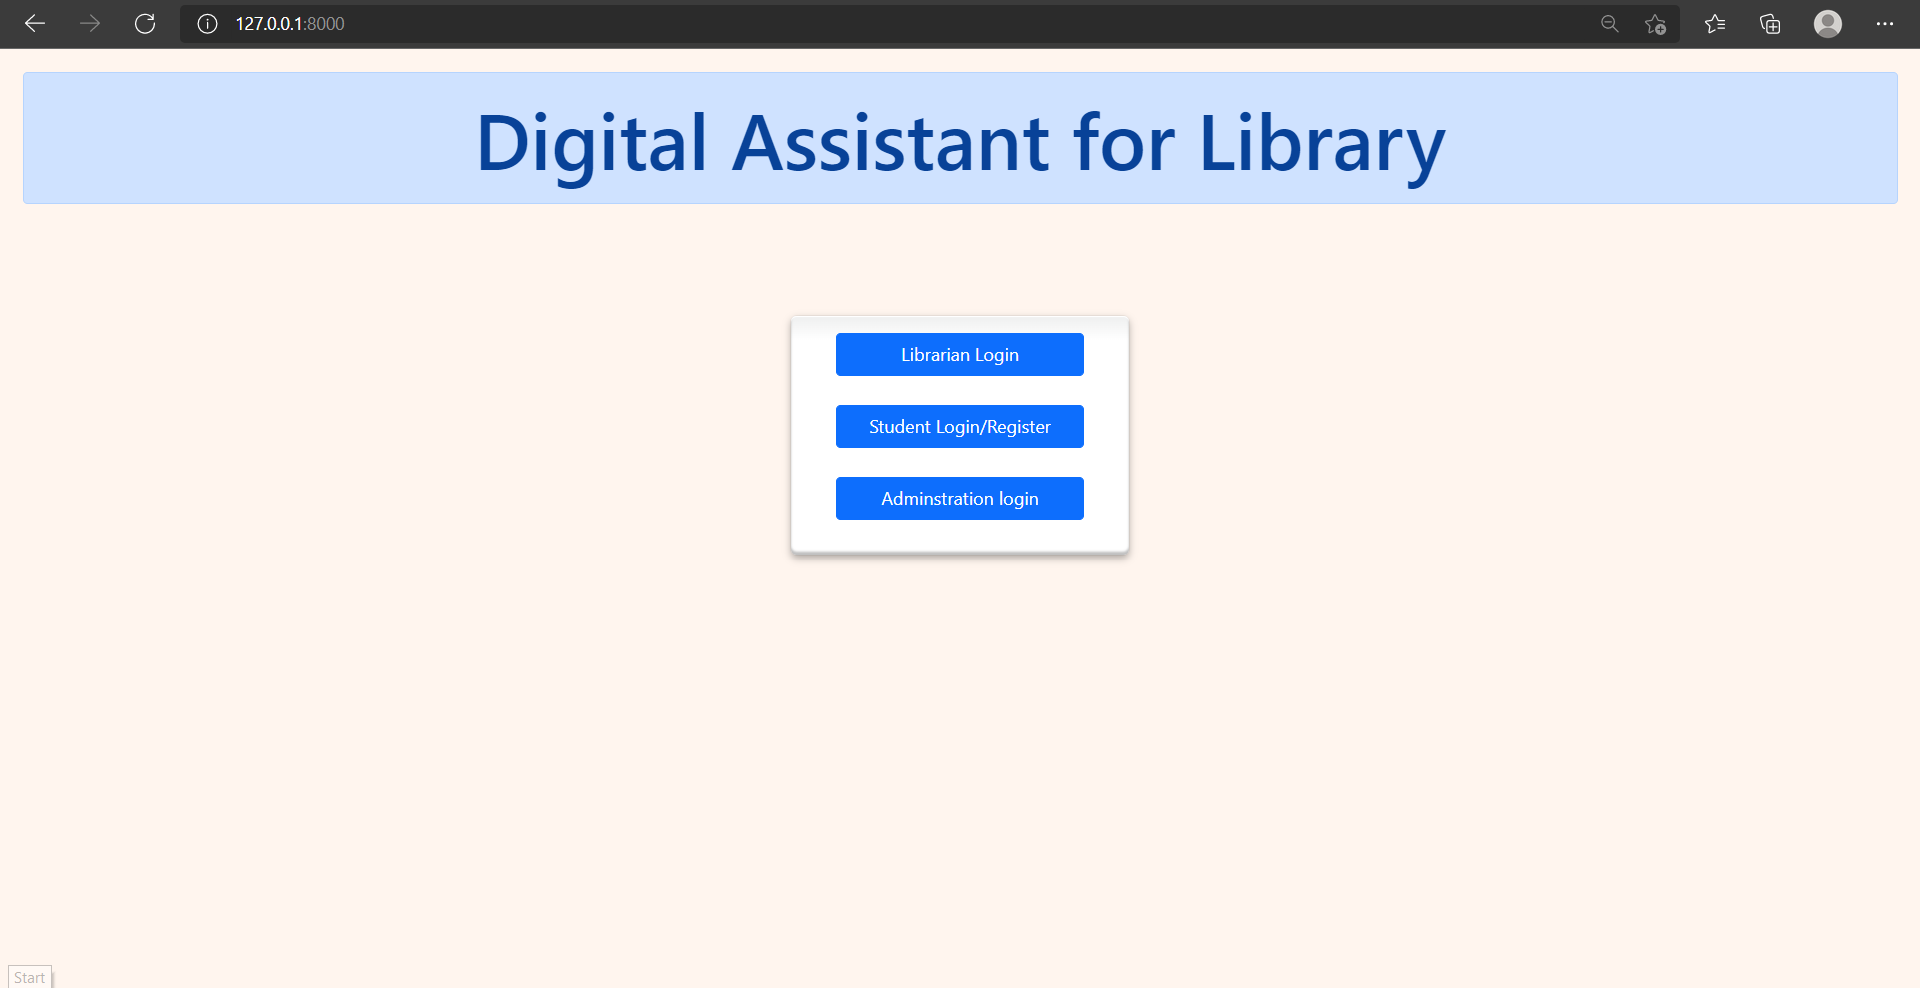 127.0.0.1:8000
Digital Assistant for Library
Librarian Login
Student Login/Register
Adminstration login
Start